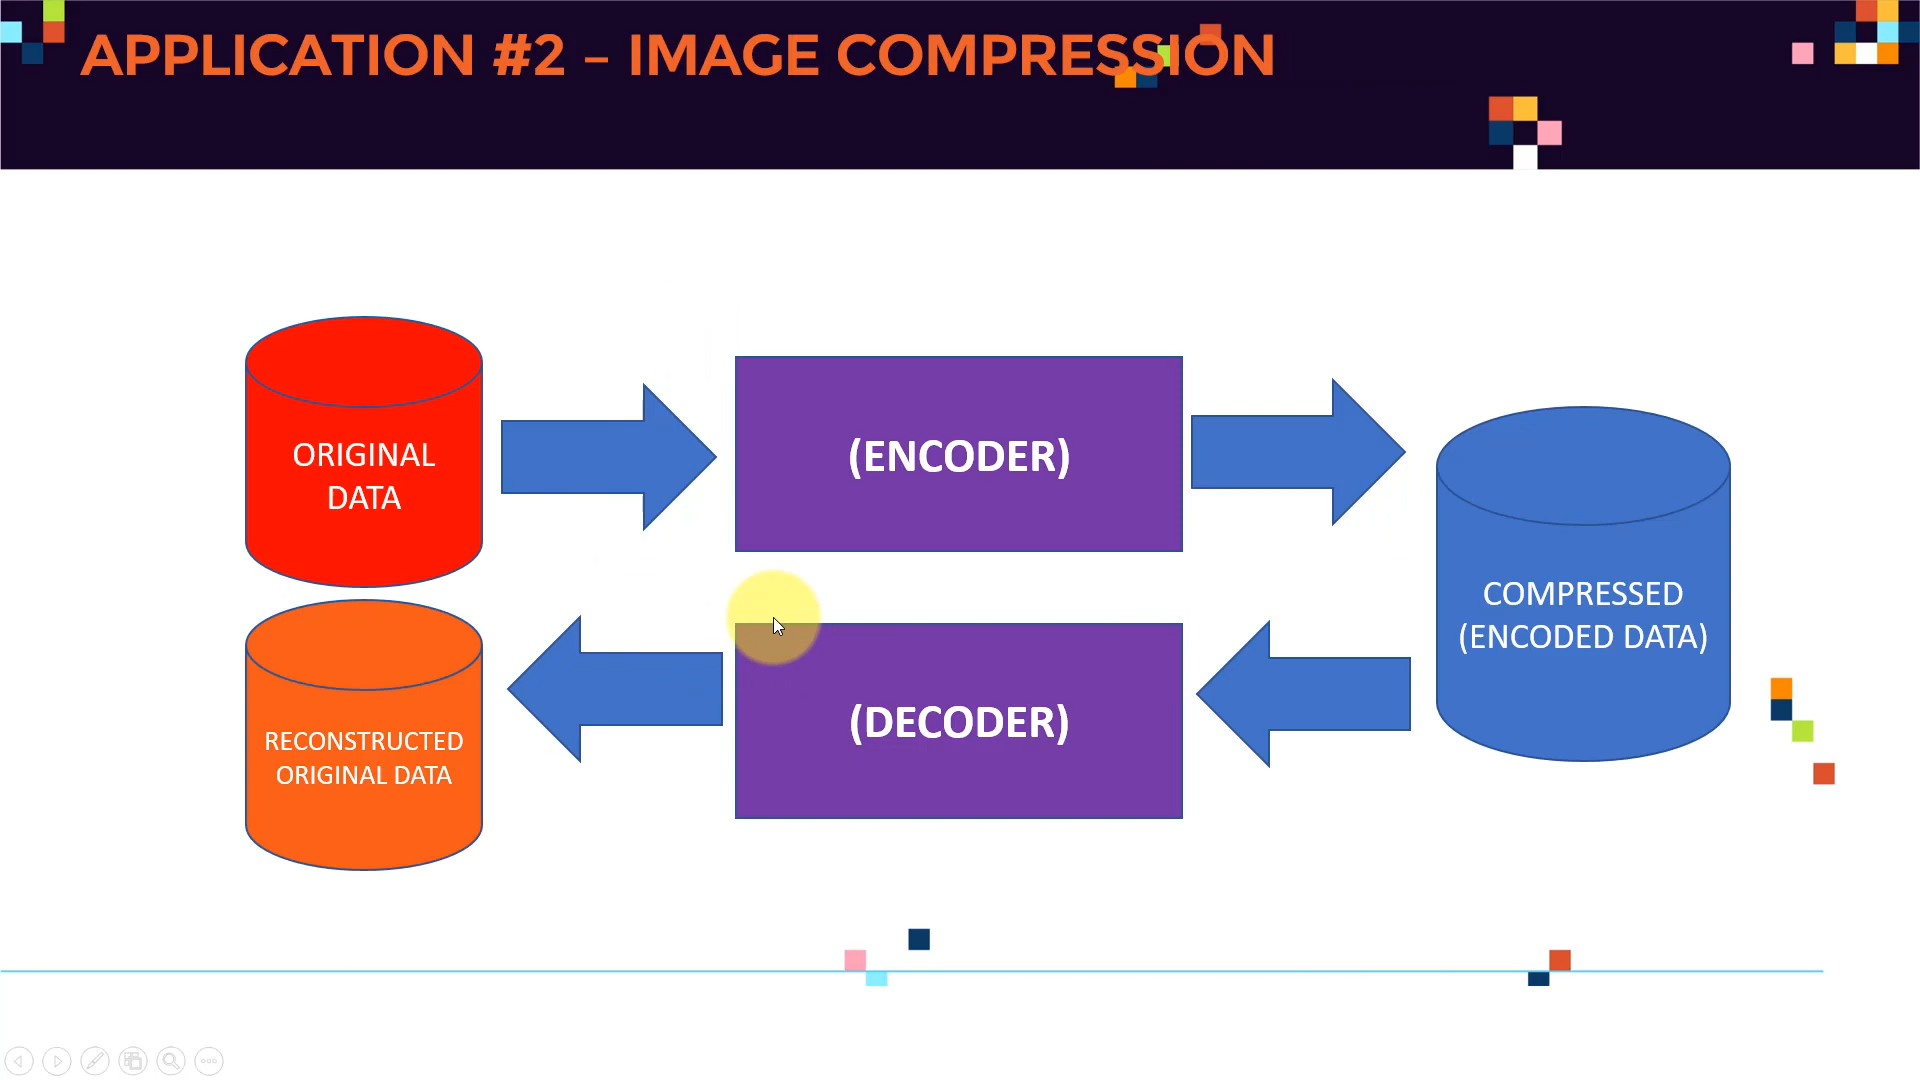 APPLICATION #2 – IMAGE COMPRESSION
ORIGINAL
DATA
(ENCODER)
COMPRESSED
(ENCODED DATA)
(DECODER)
RECONSTRUCTED
ORIGINAL DATA